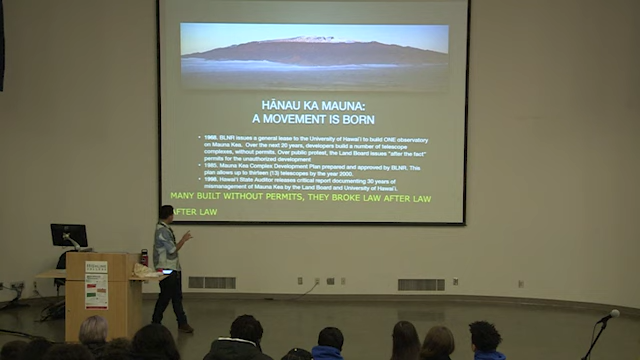 HĀNAU KA MAUNA:
A MOVEMENT IS BORN
• 1968. BLNR issues a general lease to the University of Hawaiʻi to build ONE observatory
on Mauna Kea. Over the next 20 years, developers build a number of telescope
complexes, without permits. Over public protest, the Land Board issues "after the fact"
permits for the unauthorized development
• 1985. Mauna Kea Complex Development Plan prepared and approved by BLNR. This
plan allows up to thirteen (13) telescopes by the year 2000.
• 1998. Hawaiʻi State Auditor releases critical report documenting 30 years of
mismanagement of Mauna Kea by the Land Board and University of Hawaiʻi.
MANY BUILT WITHOUT PERMITS, THEY BROKE LAW AFTER LAW
AFTER LAW